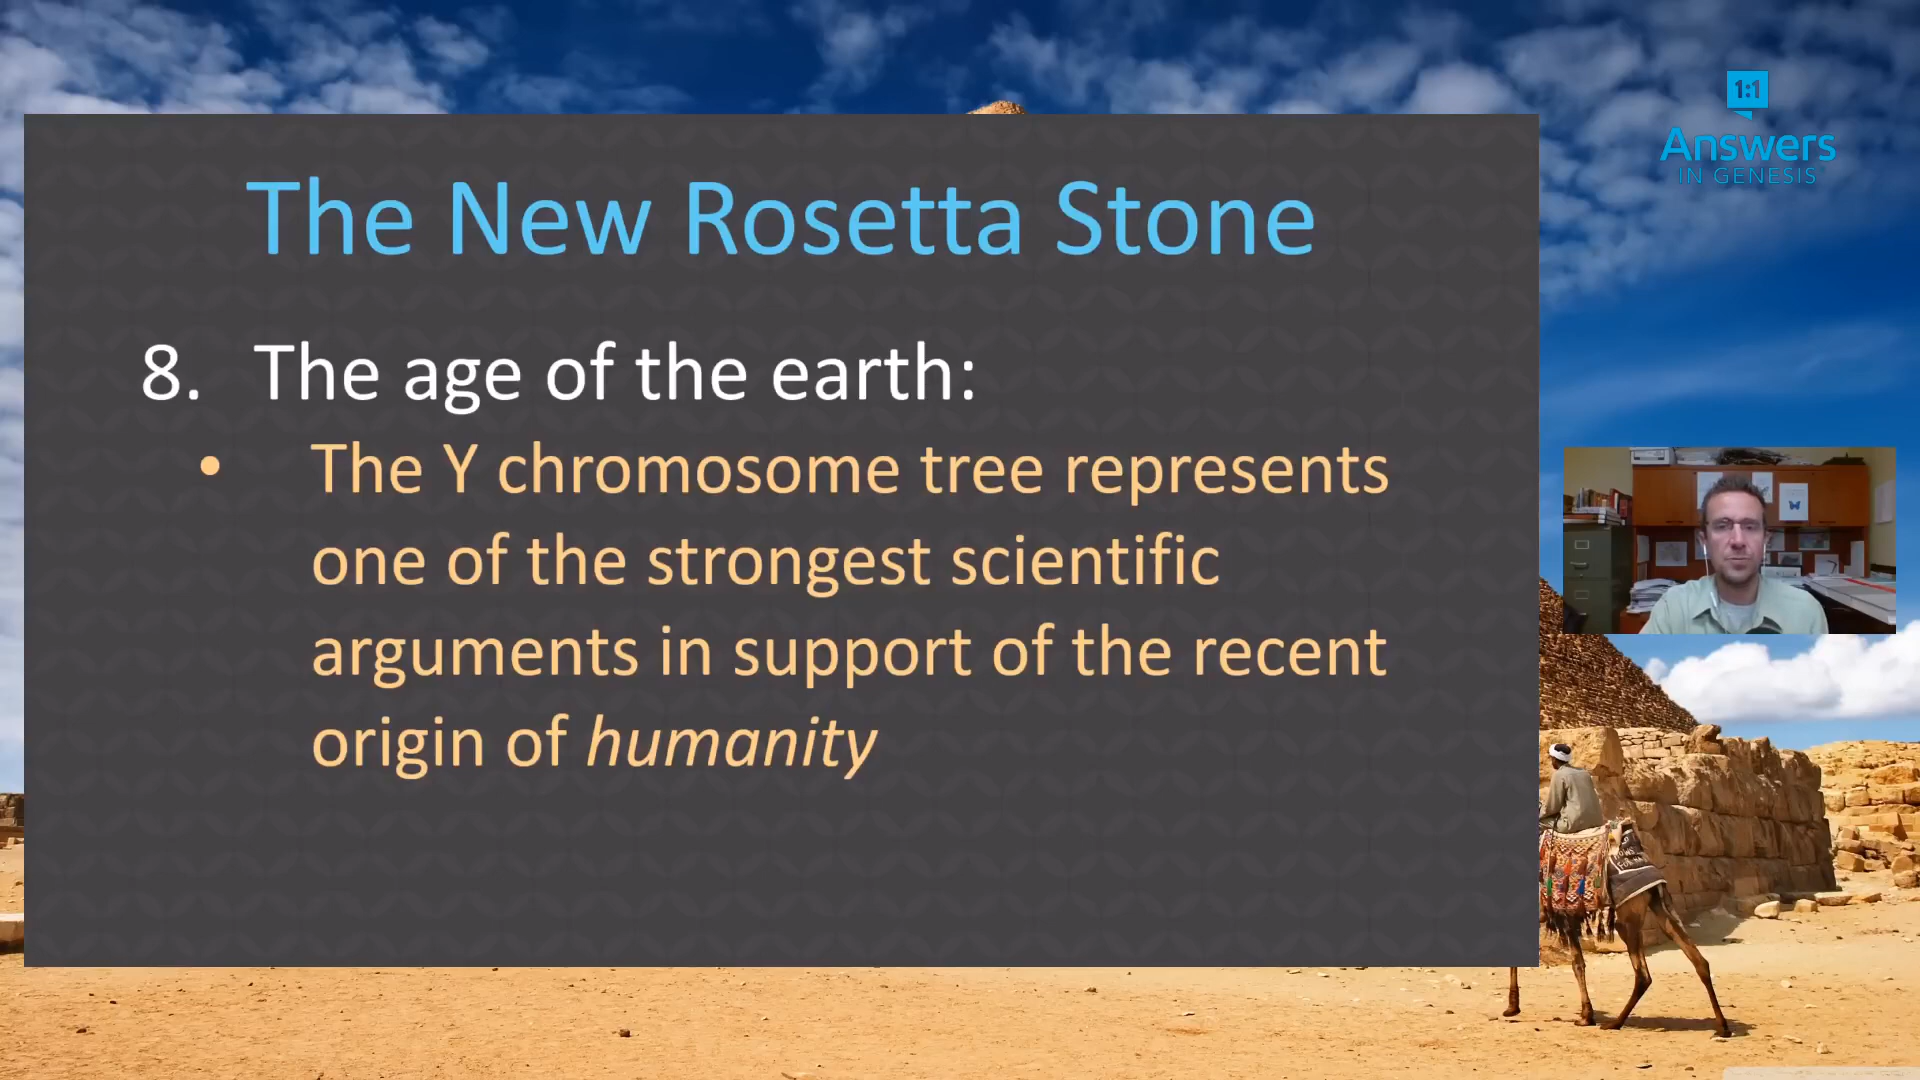 The New Rosetta Stone
8. The age of the earth:
• The Y chromosome tree represents
one of the strongest scientific
arguments in support of the recent
origin of humanity
1:1
Answers
IN GENESIS